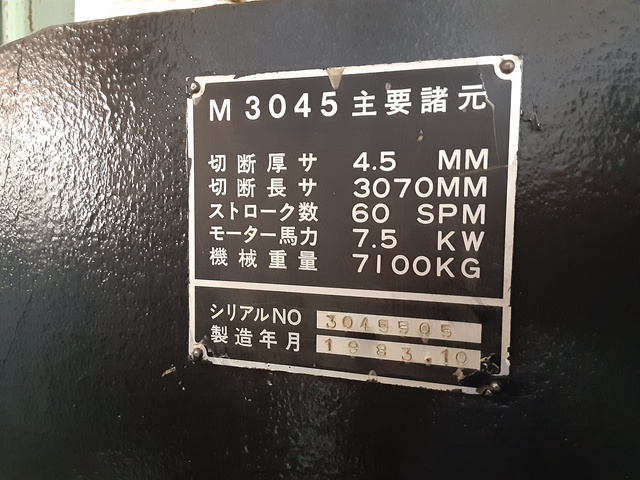 M 3045 主要諸元
切断厚サ 4.5 MM
切断長サ 3070MM
ストローク数 60 SPM
モーター馬力 7.5 KW
機械重量 7100KG
シリアルNO 3045505
製造年月 1983.10